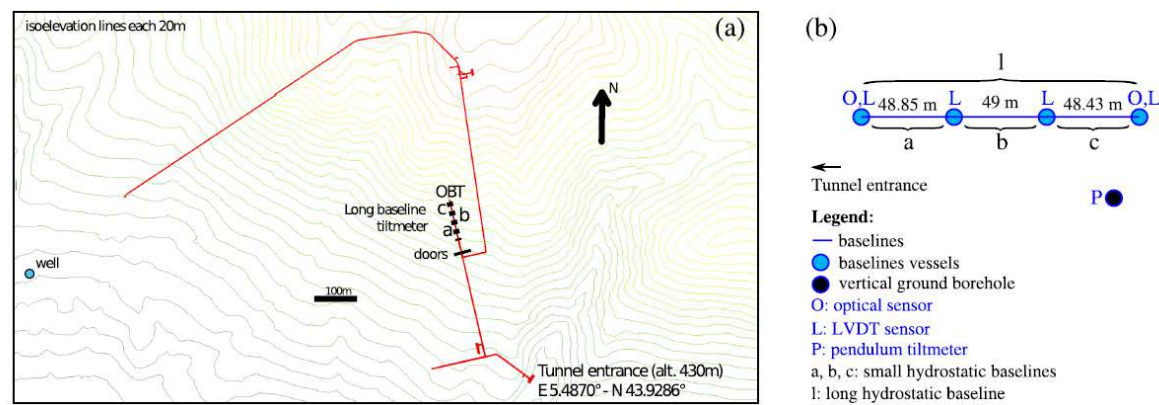 isoelevation lines each 20m
(a)
N
OBT
c
b
Long baseline
tiltmeter
a
doors
well
100m
Tunnel entrance (alt. 430m)
E 5.4870° - N 43.9286°
(b)
l
O,L
48.85 m
L
49 m
L
48.43 m
O,L
a
b
c
Tunnel entrance
P
Legend:
baselines
baselines vessels
vertical ground borehole
O: optical sensor
L: LVDT sensor
P: pendulum tiltmeter
a, b, c: small hydrostatic baselines
l: long hydrostatic baseline